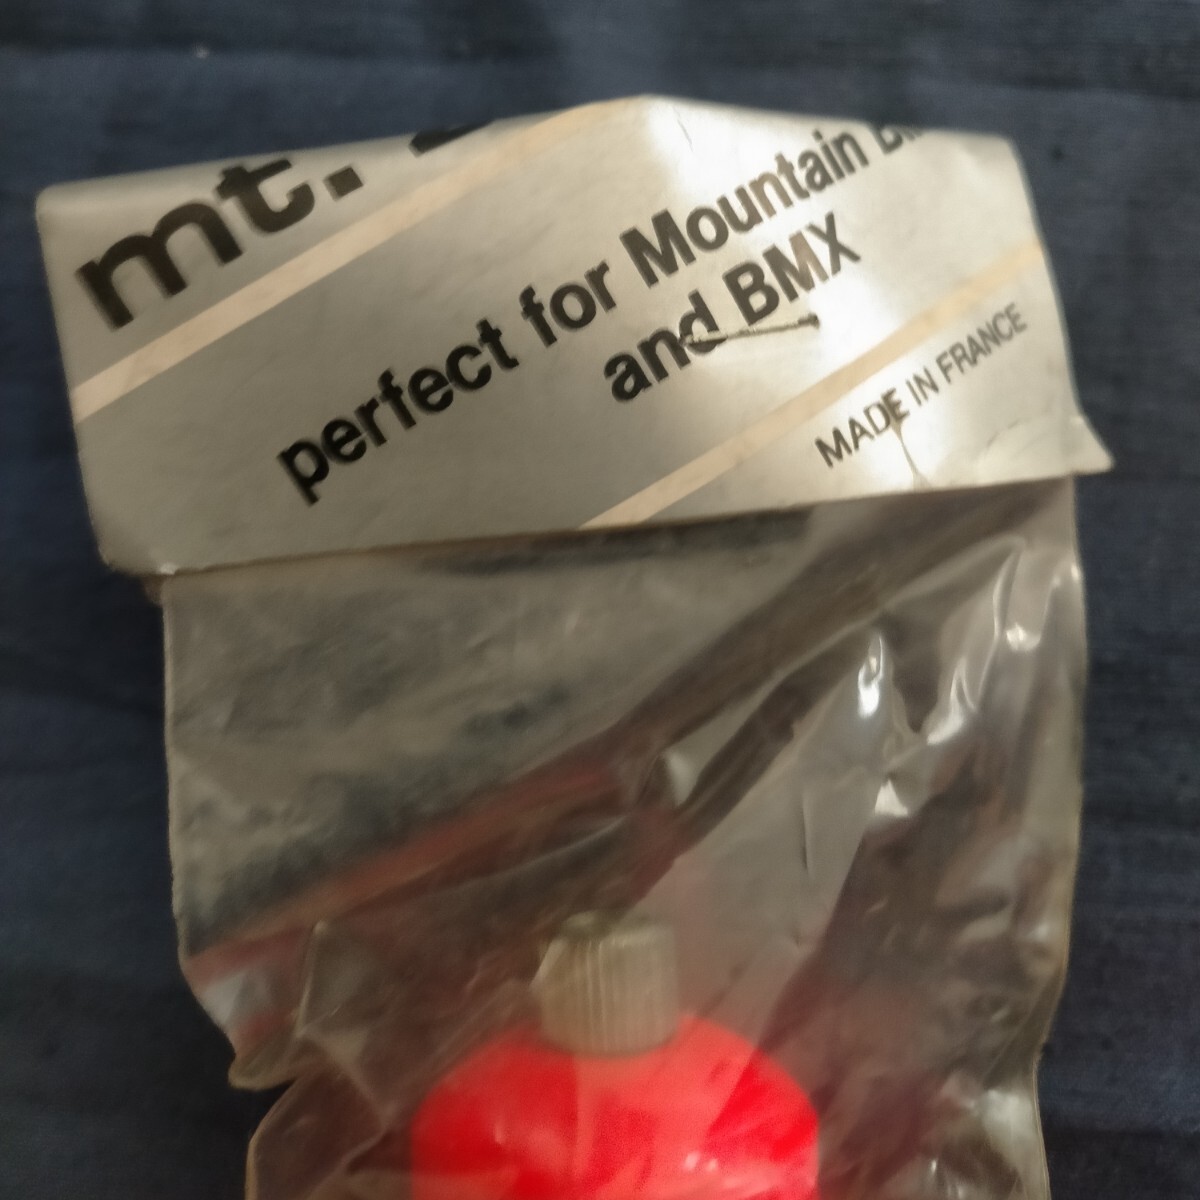 mt.
perfect for Mountain
and BMX
MADE IN FRANCE